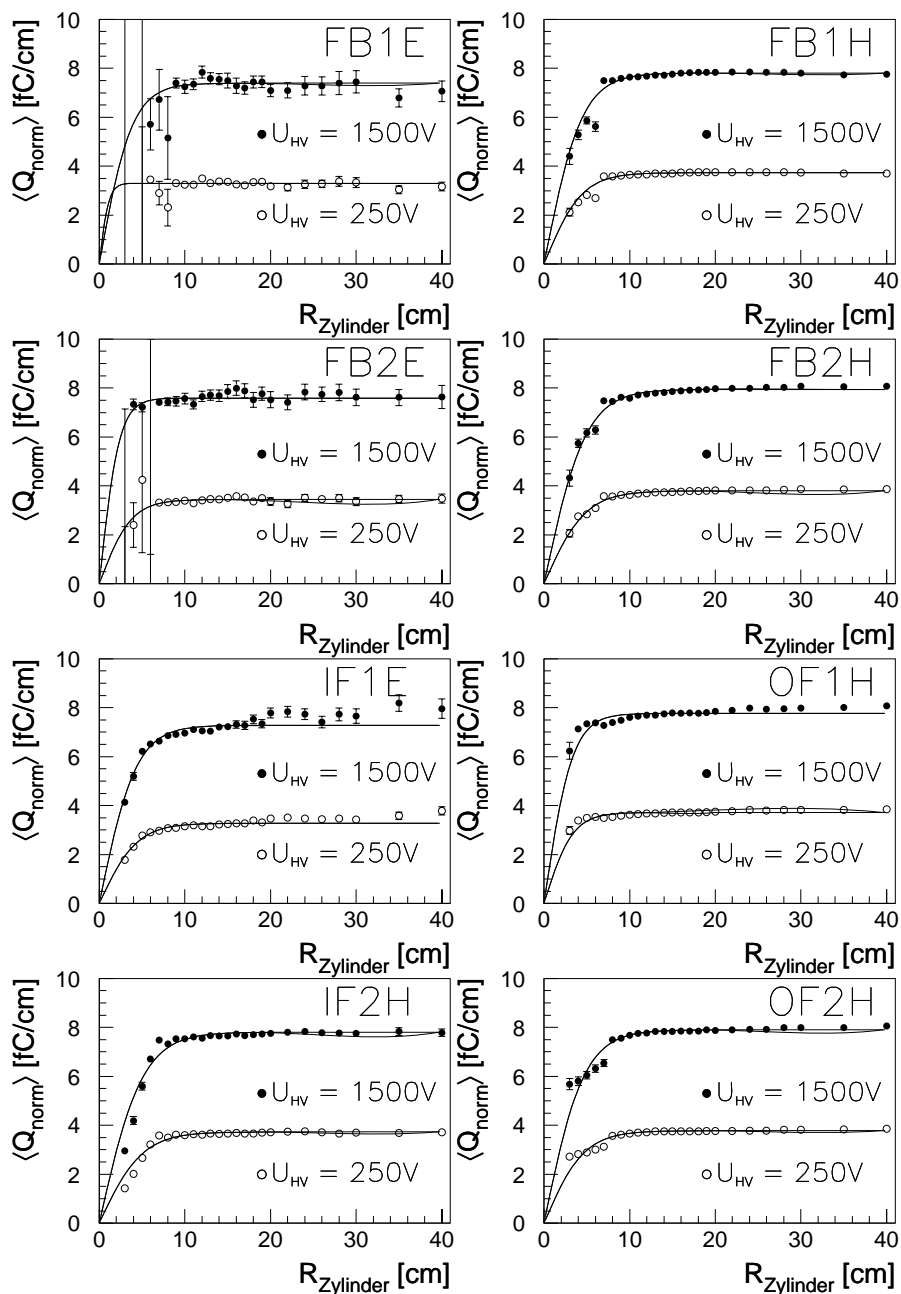 ⟨Q_norm⟩ [fC/cm]
10
8
6
4
2
0
FB1E
● U_HV = 1500V
○ U_HV = 250V
0 10 20 30 40
R_Zylinder [cm]
⟨Q_norm⟩ [fC/cm]
10
8
6
4
2
0
FB1H
● U_HV = 1500V
○ U_HV = 250V
0 10 20 30 40
R_Zylinder [cm]
⟨Q_norm⟩ [fC/cm]
10
8
6
4
2
0
FB2E
● U_HV = 1500V
○ U_HV = 250V
0 10 20 30 40
R_Zylinder [cm]
⟨Q_norm⟩ [fC/cm]
10
8
6
4
2
0
FB2H
● U_HV = 1500V
○ U_HV = 250V
0 10 20 30 40
R_Zylinder [cm]
⟨Q_norm⟩ [fC/cm]
10
8
6
4
2
0
IF1E
● U_HV = 1500V
○ U_HV = 250V
0 10 20 30 40
R_Zylinder [cm]
⟨Q_norm⟩ [fC/cm]
10
8
6
4
2
0
OF1H
● U_HV = 1500V
○ U_HV = 250V
0 10 20 30 40
R_Zylinder [cm]
⟨Q_norm⟩ [fC/cm]
10
8
6
4
2
0
IF2H
● U_HV = 1500V
○ U_HV = 250V
0 10 20 30 40
R_Zylinder [cm]
⟨Q_norm⟩ [fC/cm]
10
8
6
4
2
0
OF2H
● U_HV = 1500V
○ U_HV = 250V
0 10 20 30 40
R_Zylinder [cm]